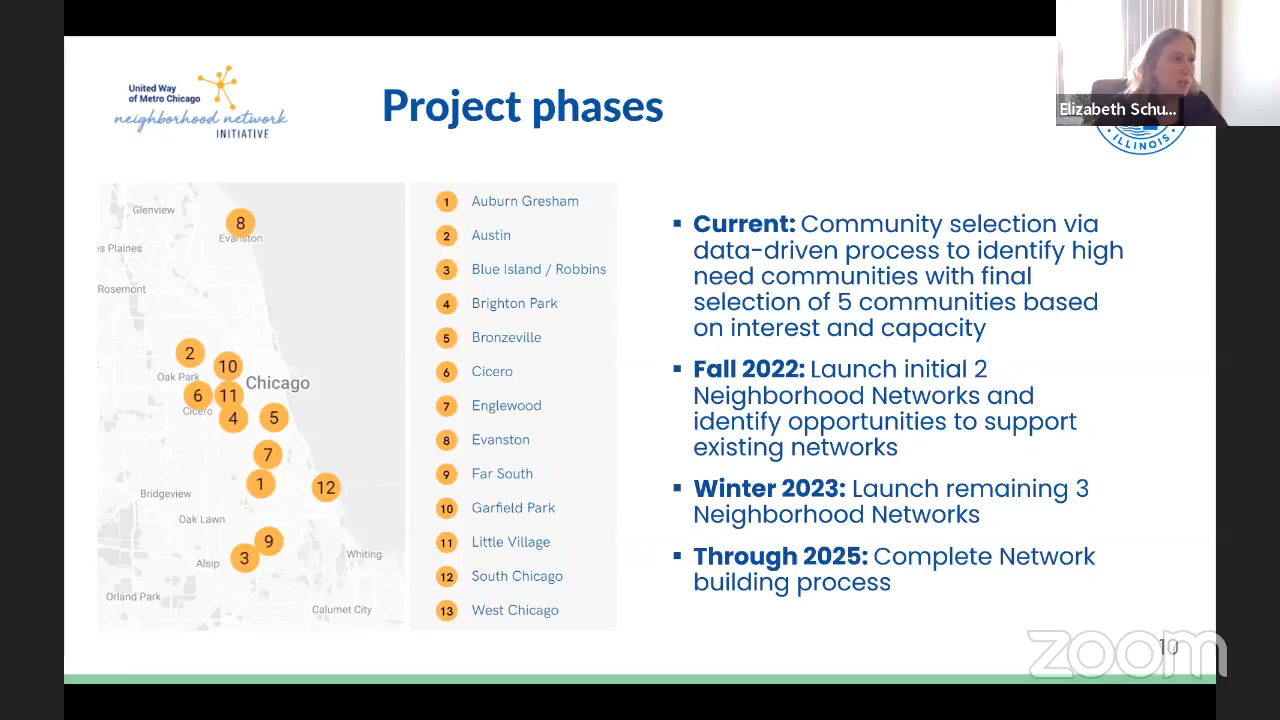 United Way
of Metro Chicago
neighborhood network
INITIATIVE
Project phases
Elizabeth Schu...
ILLINOIS
Glenview
8
Evanston
es Plaines
Rosemont
2
10
Oak Park
Chicago
6
11
Cicero
4
5
7
1
12
Bridgeview
Oak Lawn
9
3
Alsip
Whiting
Orland Park
Calumet City
1 Auburn Gresham
2 Austin
3 Blue Island / Robbins
4 Brighton Park
5 Bronzeville
6 Cicero
7 Englewood
8 Evanston
9 Far South
10 Garfield Park
11 Little Village
12 South Chicago
13 West Chicago
▪ Current: Community selection via
data-driven process to identify high
need communities with final
selection of 5 communities based
on interest and capacity
▪ Fall 2022: Launch initial 2
Neighborhood Networks and
identify opportunities to support
existing networks
▪ Winter 2023: Launch remaining 3
Neighborhood Networks
▪ Through 2025: Complete Network
building process
10
zoom